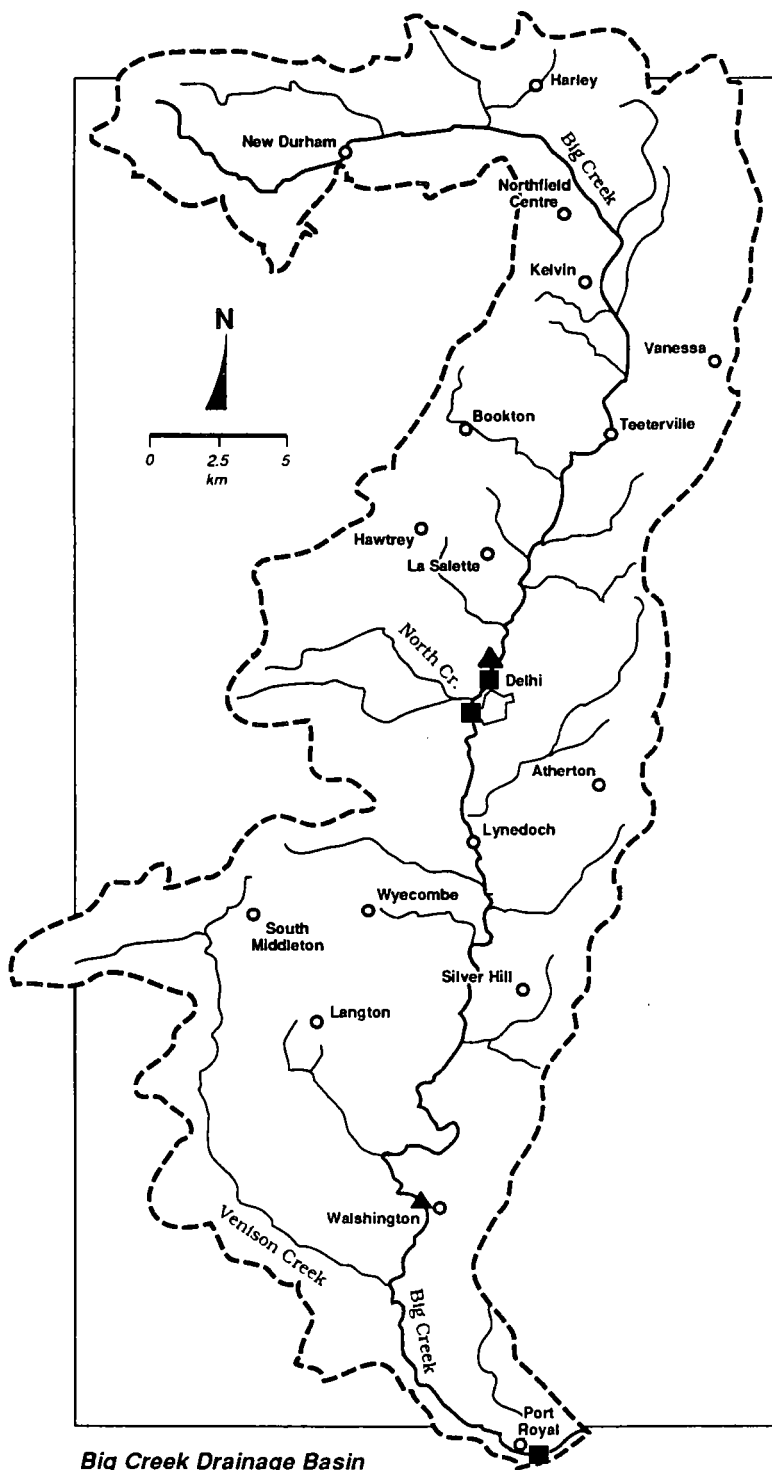 Harley
New Durham
Big Creek
Northfield
Centre
Kelvin
N
Vanessa
Bookton
Teeterville
0 2.5 5
km
Hawtrey
La Salette
North Cr.
Delhi
Atherton
Lynedoch
Wyecombe
South
Middleton
Silver Hill
Langton
Walshington
Venison Creek
Big Creek
Port
Royal
Big Creek Drainage Basin